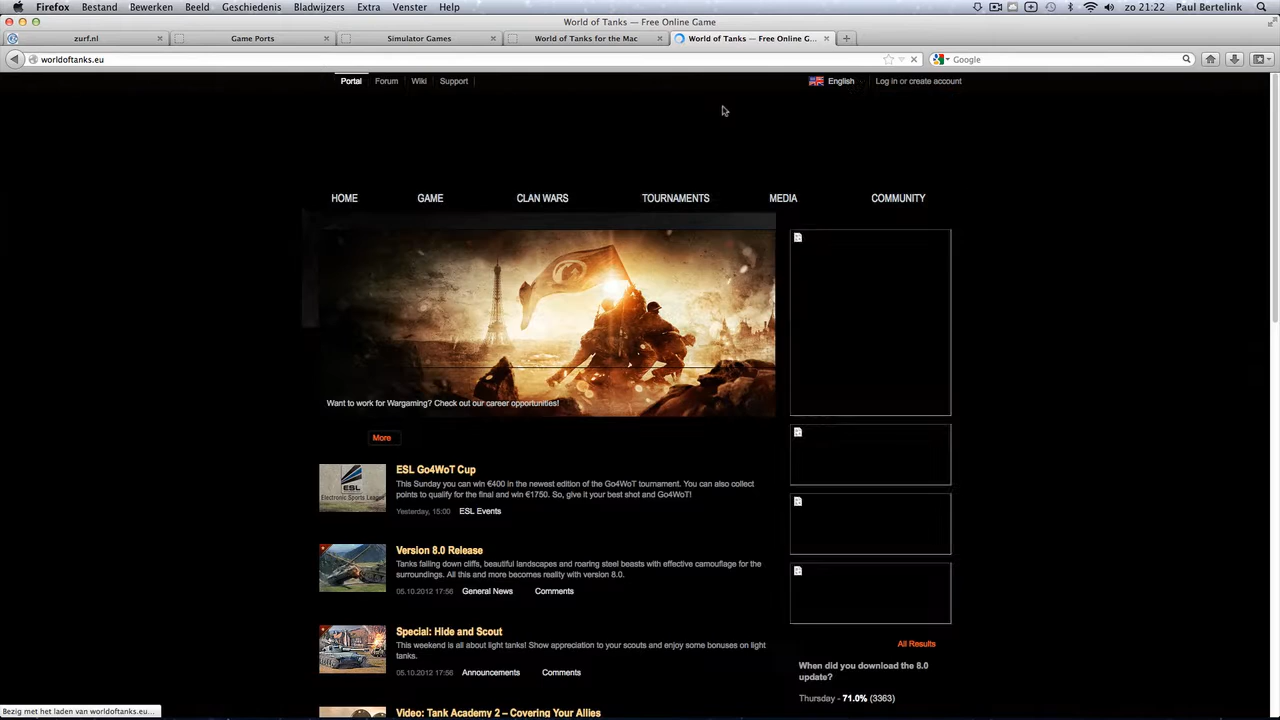 Firefox Bestand Bewerken Beeld Geschiedenis Bladwijzers Extra Venster Help zo 21:22 Paul Bertelink
World of Tanks — Free Online Game
zurf.nl Game Ports Simulator Games World of Tanks for the Mac World of Tanks — Free Online G...
worldoftanks.eu Google
Portal Forum Wiki Support English Log in or create account
HOME GAME CLAN WARS TOURNAMENTS MEDIA COMMUNITY
Want to work for Wargaming? Check out our career opportunities!
More
ESL Go4WoT Cup
This Sunday you can win €400 in the newest edition of the Go4WoT tournament. You can also collect
points to qualify for the final and win €1750. So, give it your best shot and Go4WoT!
Yesterday, 15:00 ESL Events
ESL
Electronic Sports League
Version 8.0 Release
Tanks falling down cliffs, beautiful landscapes and roaring steel beasts with effective camouflage for the
surroundings. All this and more becomes reality with version 8.0.
05.10.2012 17:56 General News Comments
Special: Hide and Scout
This weekend is all about light tanks! Show appreciation to your scouts and enjoy some bonuses on light
tanks.
05.10.2012 17:56 Announcements Comments
Video: Tank Academy 2 – Covering Your Allies
All Results
When did you download the 8.0
update?
Thursday - 71.0% (3363)
Bezig met het laden van worldoftanks.eu...